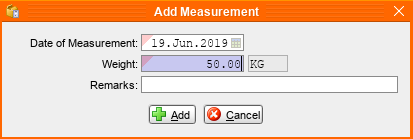 Add Measurement
Date of Measurement: 19.Jun.2019
Weight: 50.00 KG
Remarks:
Add Cancel